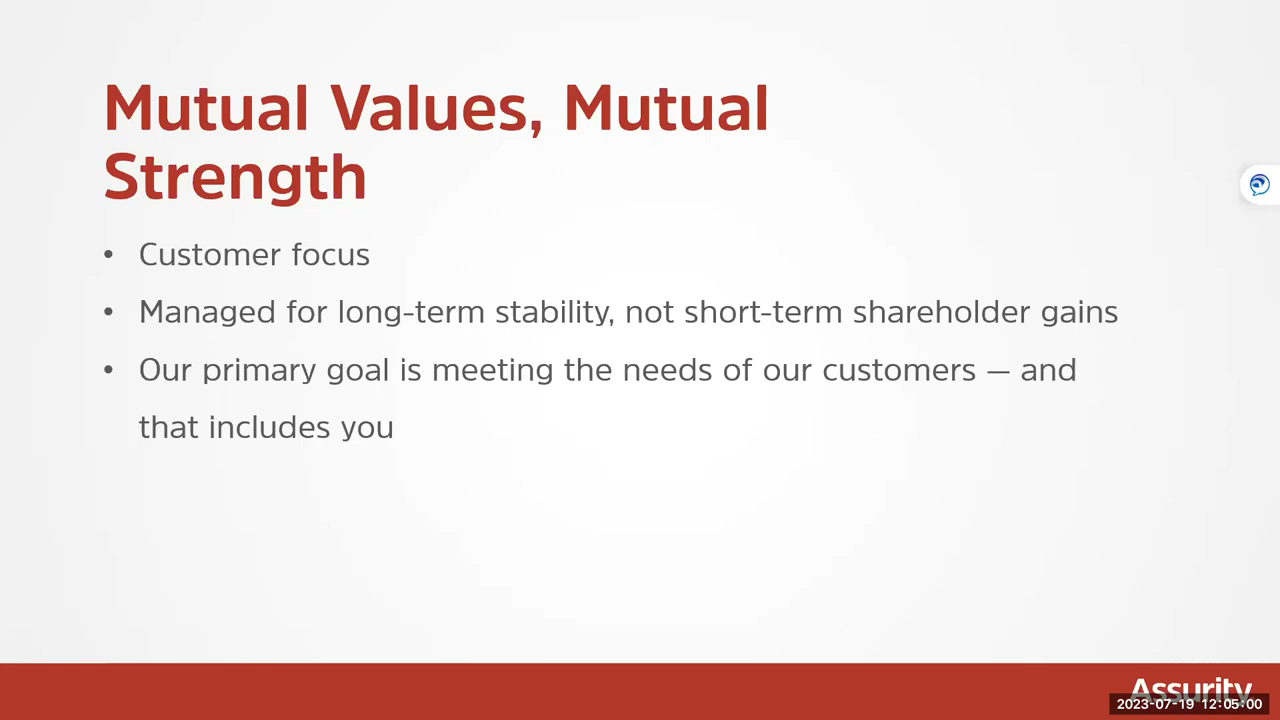 Mutual Values, Mutual
Strength
• Customer focus
• Managed for long-term stability, not short-term shareholder gains
• Our primary goal is meeting the needs of our customers — and
that includes you
Assurity
2023-07-19 12:05:00